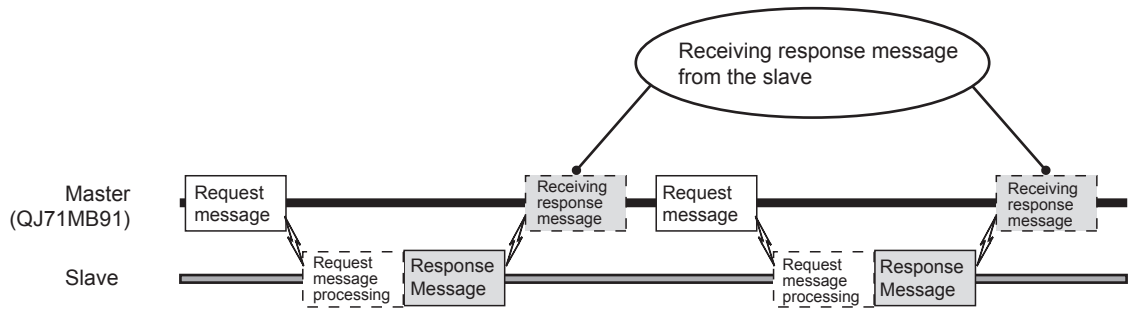 Receiving response message
from the slave
Master
(QJ71MB91)
Request
message
Receiving
response
message
Request
message
Receiving
response
message
Slave
Request
message
processing
Response
Message
Request
message
processing
Response
Message